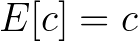 E[c] = c